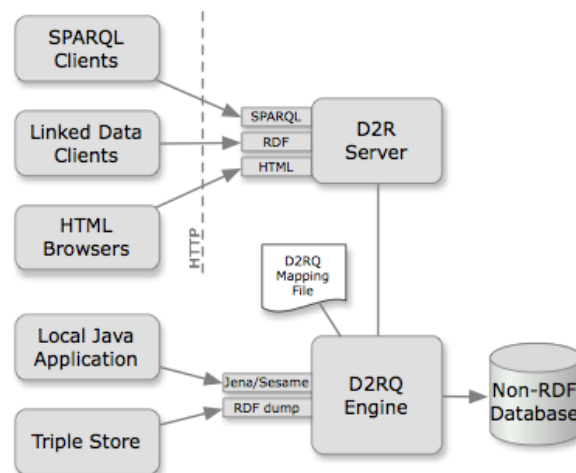 SPARQL
Clients
Linked Data
Clients
HTML
Browsers
HTTP
SPARQL
RDF
HTML
D2R
Server
D2RQ
Mapping
File
Local Java
Application
Triple Store
Jena/Sesame
RDF dump
D2RQ
Engine
Non-RDF
Database